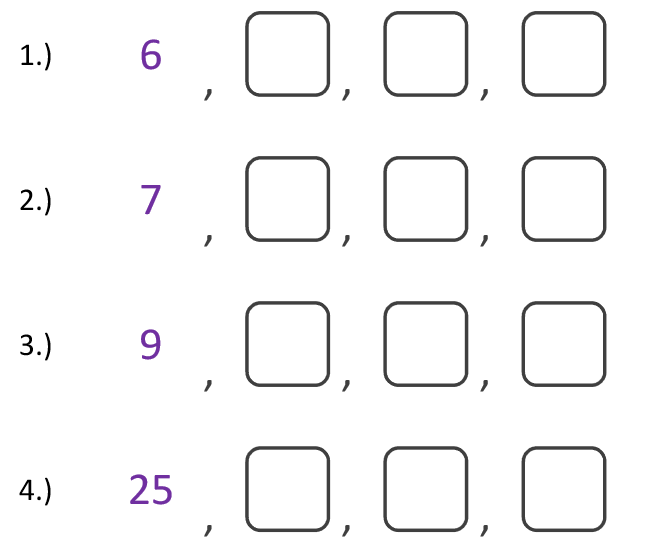 1.) 6 , , ,
2.) 7 , , ,
3.) 9 , , ,
4.) 25 , , ,